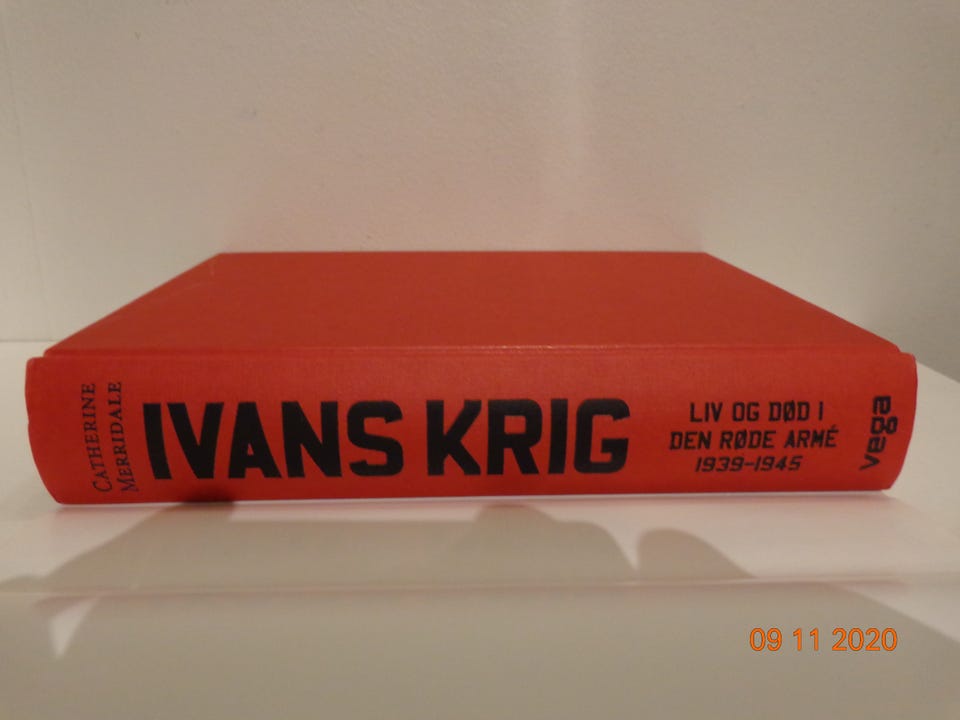 CATHERINE
MERRIDALE
IVANS KRIG
LIV OG DØD I
DEN RØDE ARMÉ
1939–1945
vega
09 11 2020